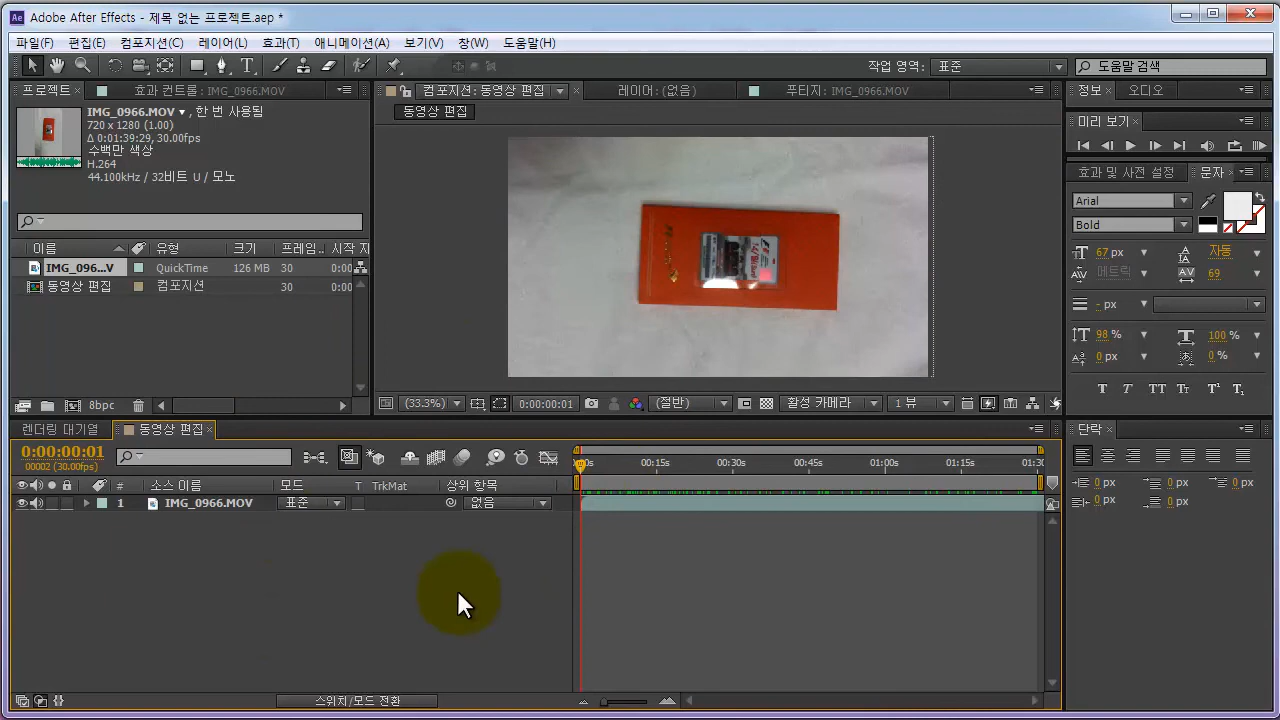 Ae Adobe After Effects - 제목 없는 프로젝트.aep *
파일(F) 편집(E) 컴포지션(C) 레이어(L) 효과(T) 애니메이션(A) 보기(V) 창(W) 도움말(H)
작업 영역: 표준 도움말 검색
프로젝트 × 효과 컨트롤: IMG_0966.MOV
컴포지션: 동영상 편집 × 레이어: (없음) 푸티지: IMG_0966.MOV
정보 오디오
동영상 편집
IMG_0966.MOV ▼, 한 번 사용됨
720 x 1280 (1.00)
Δ 0:01:39:29, 30.00fps
수백만 색상
H.264
44.100kHz / 32비트 U / 모노
미리 보기 ×
효과 및 사전 설정 문자 ×
Arial
Bold
67 px 자동
메트릭 69
- px
98 % 100 %
0 px 0 %
T T TT Tr T¹ T₁
이름 유형 크기 프레임.. 시작 지
IMG_096...V QuickTime 126 MB 30 0:00
동영상 편집 컴포지션 30 0:00
8bpc
(33.3%) 0:00:00:01 (절반) 활성 카메라 1 뷰
렌더링 대기열 동영상 편집 ×
단락 ×
0:00:00:01
00002 (30.00fps)
:00s 00:15s 00:30s 00:45s 01:00s 01:15s 01:30
# 소스 이름 모드 T TrkMat 상위 항목
1 IMG_0966.MOV 표준 없음
0 px 0 px 0 px
0 px 0 px
스위치/모드 전환